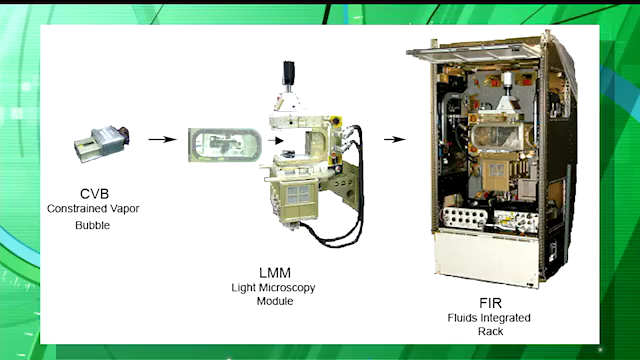 CVB
Constrained Vapor
Bubble
LMM
Light Microscopy
Module
FIR
Fluids Integrated
Rack